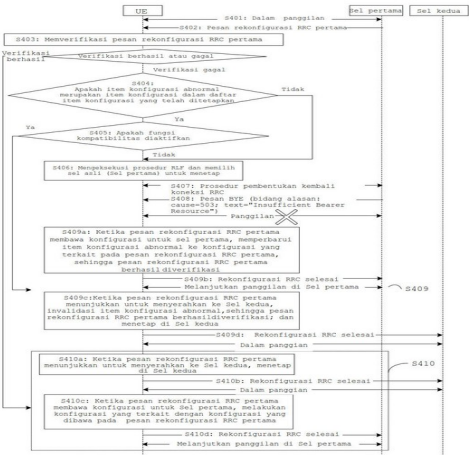 UE
Sel pertama
Sel kedua
S401: Dalam panggilan
S402: Pesan rekonfigurasi RRC pertama
S403: Memverifikasi pesan rekonfigurasi RRC pertama
Verifikasi berhasil atau gagal
Verifikasi
berhasil
Verifikasi gagal
S404:
Apakah item konfigurasi abnormal
merupakan item konfigurasi dalam daftar
item konfigurasi yang telah ditetapkan
Tidak
Ya
Ya
S405: Apakah fungsi
kompatibilitas diaktifkan
Tidak
S406: Mengeksekusi prosedur RLF dan memilih
sel asli (Sel pertama) untuk menetap
S407: Prosedur pembentukan kembali
koneksi RRC
S408: Pesan BYE (bidang alasan:
cause=503; text="Insufficient Bearer
Resource")
Panggilan
S409a: Ketika pesan rekonfigurasi RRC pertama
membawa konfigurasi untuk sel pertama, memperbarui
item konfigurasi abnormal ke konfigurasi yang
terkait pada pesan rekonfigurasi RRC pertama,
sehingga pesan rekonfigurasi RRC pertama
berhasil diverifikasi
S409b: Rekonfigurasi RRC selesai
Melanjutkan panggilan di Sel pertama
S409
S409c:Ketika pesan rekonfigurasi RRC pertama
menunjukkan untuk menyerahkan ke Sel kedua,
invalidasi item konfigurasi abnormal,sehingga pesan
rekonfigurasi RRC pertama berhasildiverifikasi; dan
menetap di Sel kedua
S409d: Rekonfigurasi RRC selesai
Dalam panggian
S410a: Ketika pesan rekonfigurasi RRC pertama
menunjukkan untuk menyerahkan ke Sel kedua, menetap
di Sel kedua
S410
S410b: Rekonfigurasi RRC selesai
Dalam panggian
S410c: Ketika pesan rekonfigurasi RRC pertama
membawa konfigurasi untuk Sel pertama, melakukan
konfigurasi yang terkait dengan konfigurasi yang
dibawa pada pesan rekonfigurasi RRC pertama
S410d: Rekonfigurasi RRC selesai
Melanjutkan panggilan di Sel pertama